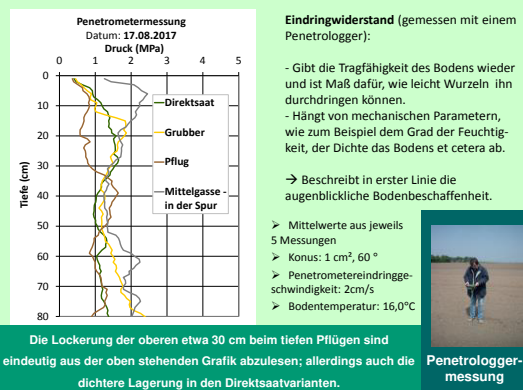 Penetrometermessung
Datum: 17.08.2017
Druck (MPa)
0 1 2 3 4 5
Tiefe (cm)
0
10
20
30
40
50
60
70
80
Direktsaat
Grubber
Pflug
Mittelgasse -
in der Spur
Eindringwiderstand (gemessen mit einem
Penetrologger):
- Gibt die Tragfähigkeit des Bodens wieder
und ist Maß dafür, wie leicht Wurzeln ihn
durchdringen können.
- Hängt von mechanischen Parametern,
wie zum Beispiel dem Grad der Feuchtig-
keit, der Dichte das Bodens et cetera ab.
→ Beschreibt in erster Linie die
augenblickliche Bodenbeschaffenheit.
➢ Mittelwerte aus jeweils
5 Messungen
➢ Konus: 1 cm², 60 °
➢ Penetrometereindringge-
schwindigkeit: 2cm/s
➢ Bodentemperatur: 16,0°C
Die Lockerung der oberen etwa 30 cm beim tiefen Pflügen sind
eindeutig aus der oben stehenden Grafik abzulesen; allerdings auch die
dichtere Lagerung in den Direktsaatvarianten.
Penetrologger-
messung